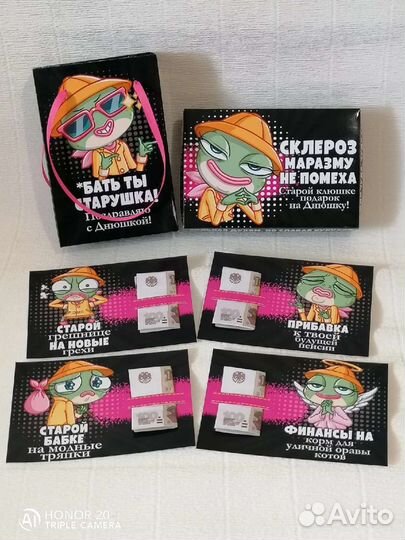 *БАТЬ ТЫ
СТАРУШКА!
Поздравляю
с Днюшкой!
СКЛЕРОЗ
МАРАЗМУ
НЕ ПОМЕХА
Старой клюшке
подарок
на Днюшку!
СТАРОЙ
грешнице
НА НОВЫЕ
грехи
ПРИБАВКА
к твоей
будущей
пенсии
СТАРОЙ
БАБКЕ
на модные
тряпки
ФИНАНСЫ НА
корм для
уличной оравы
котов
100
100
HONOR 20
TRIPLE CAMERA
Avito